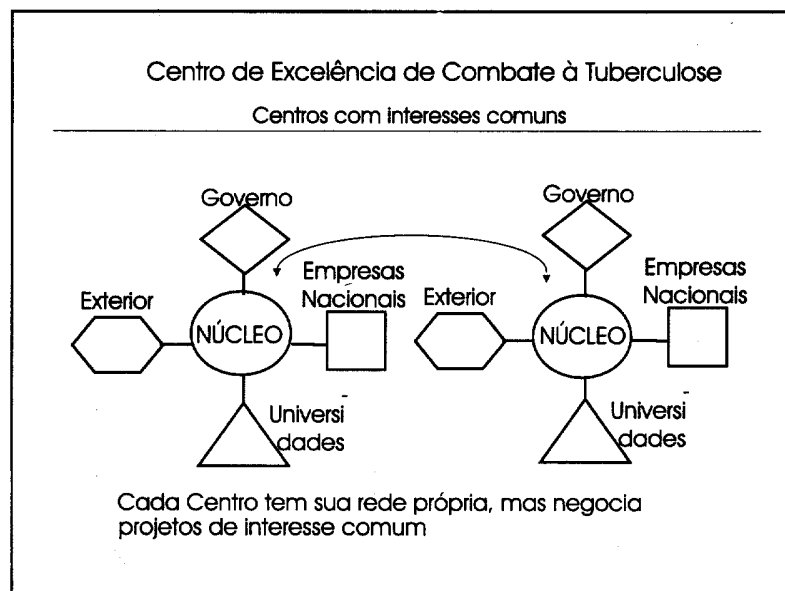 Centro de Excelência de Combate à Tuberculose
Centros com interesses comuns
Governo
Exterior
Empresas
Nacionais
NÚCLEO
Universi-
dades
Governo
Exterior
Empresas
Nacionais
NÚCLEO
Universi-
dades
Cada Centro tem sua rede própria, mas negocia
projetos de interesse comum